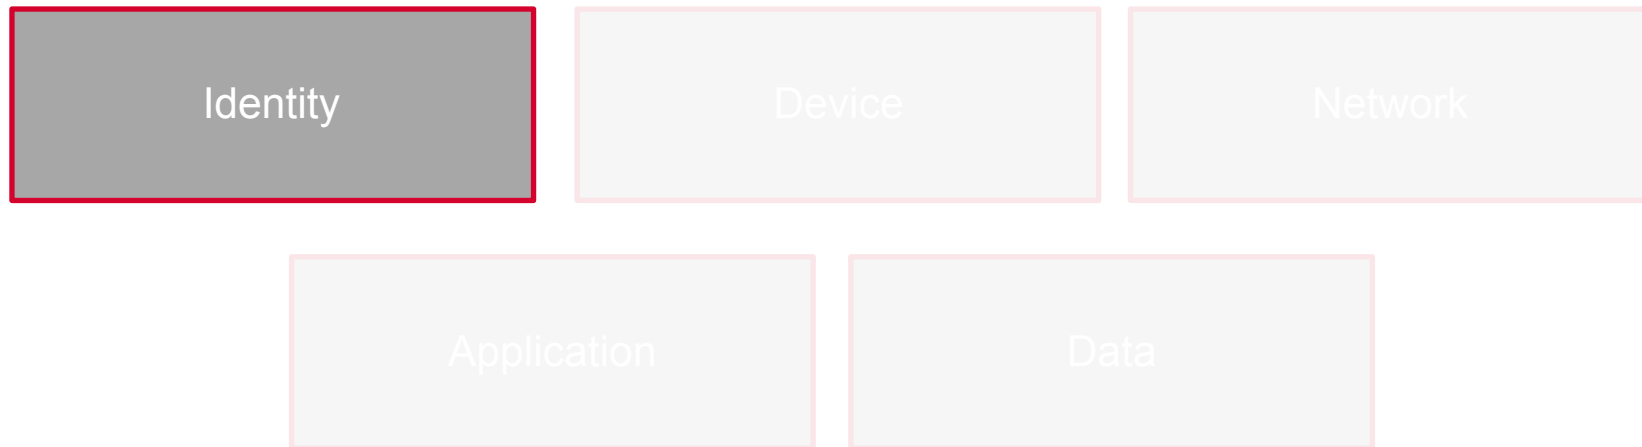 Identity
Device
Network
Application
Data